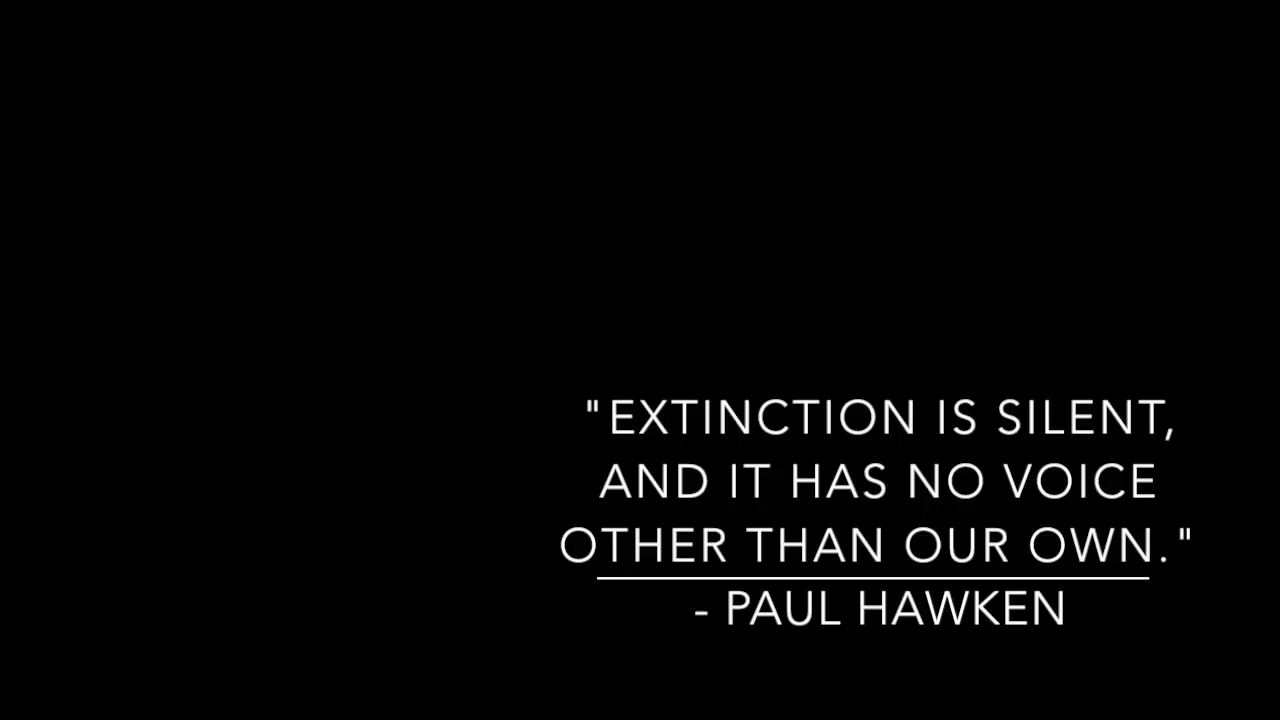 "EXTINCTION IS SILENT,
AND IT HAS NO VOICE
OTHER THAN OUR OWN."
- PAUL HAWKEN